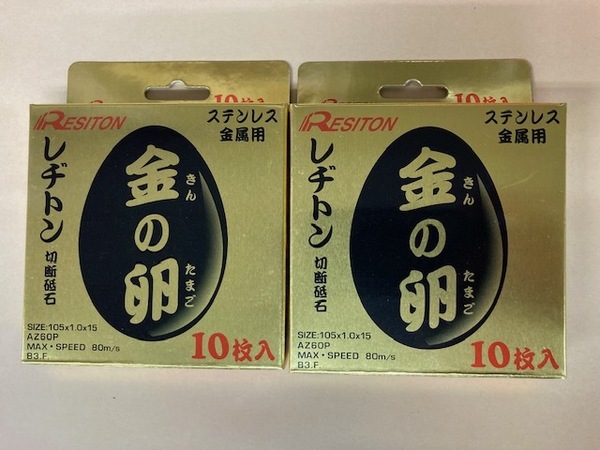 10枚入
RESITON
ステンレス
金属用
レヂトン
切断砥石
金の卵
きん
たまご
SIZE:105x1.0x15
AZ60P
MAX・SPEED 80m/s
B3.F.
10枚入
10枚入
RESITON
ステンレス
金属用
レヂトン
切断砥石
金の卵
きん
たまご
SIZE:105x1.0x15
AZ60P
MAX・SPEED 80m/s
B3.F.
10枚入